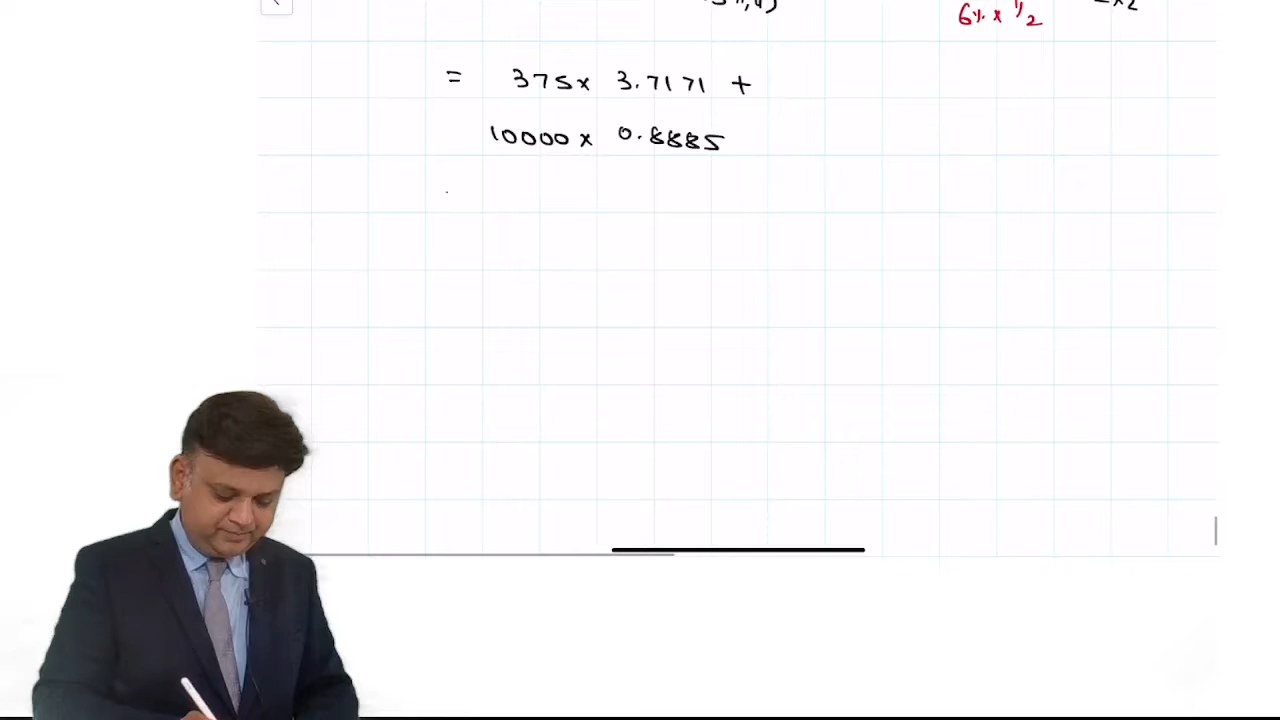 6% x 1/2
= 375 x 3.7171 +
10000 x 0.8885